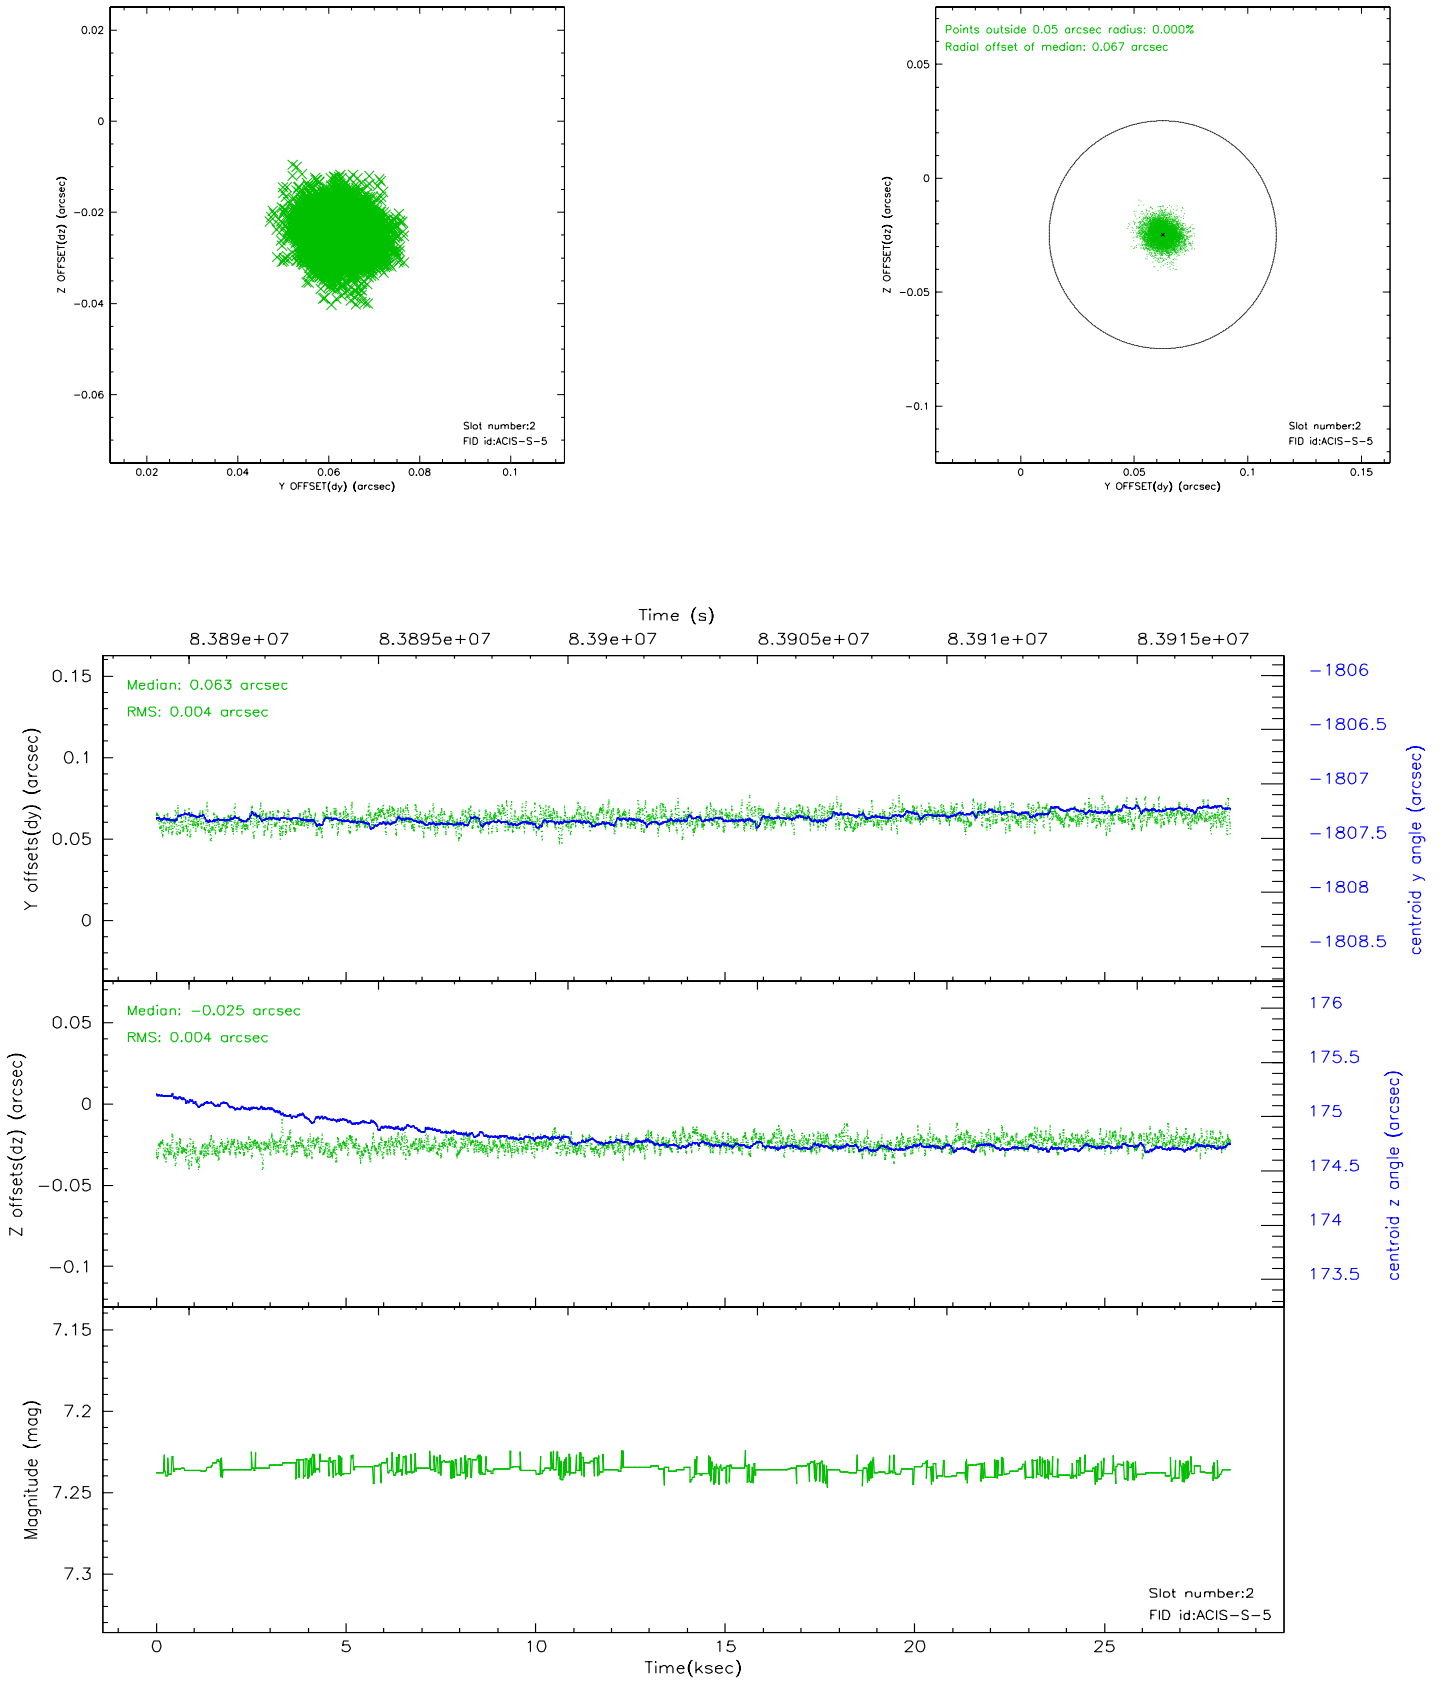 0.02
0
−0.02
−0.04
−0.06
Z OFFSET(dz) (arcsec)
0.02 0.04 0.06 0.08 0.1
Y OFFSET(dy) (arcsec)
Slot number:2
FID id:ACIS−S−5
Points outside 0.05 arcsec radius: 0.000%
Radial offset of median: 0.067 arcsec
0.05
0
−0.05
−0.1
Z OFFSET(dz) (arcsec)
0 0.05 0.1 0.15
Y OFFSET(dy) (arcsec)
Slot number:2
FID id:ACIS−S−5
Time (s)
8.389e+07 8.3895e+07 8.39e+07 8.3905e+07 8.391e+07 8.3915e+07
Median: 0.063 arcsec
RMS: 0.004 arcsec
0.15
0.1
0.05
0
Y offsets(dy) (arcsec)
−1806
−1806.5
−1807
−1807.5
−1808
−1808.5
centroid y angle (arcsec)
Median: −0.025 arcsec
RMS: 0.004 arcsec
0.05
0
−0.05
−0.1
Z offsets(dz) (arcsec)
176
175.5
175
174.5
174
173.5
centroid z angle (arcsec)
7.15
7.2
7.25
7.3
Magnitude (mag)
Slot number:2
FID id:ACIS−S−5
0 5 10 15 20 25
Time(ksec)